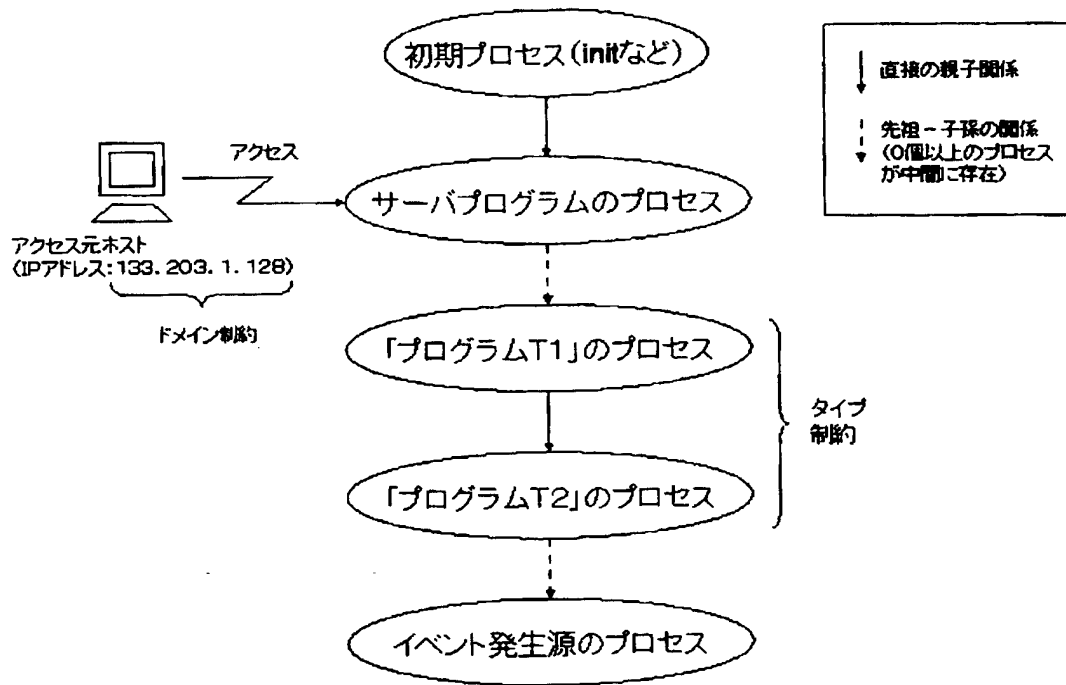 初期プロセス(initなど)
直接の親子関係
先祖－子孫の関係
(0個以上のプロセス
が中間に存在)
アクセス
サーバプログラムのプロセス
アクセス元ホスト
(IPアドレス:133. 203. 1. 128)
ドメイン制約
「プログラムT1」のプロセス
タイプ
制約
「プログラムT2」のプロセス
イベント発生源のプロセス